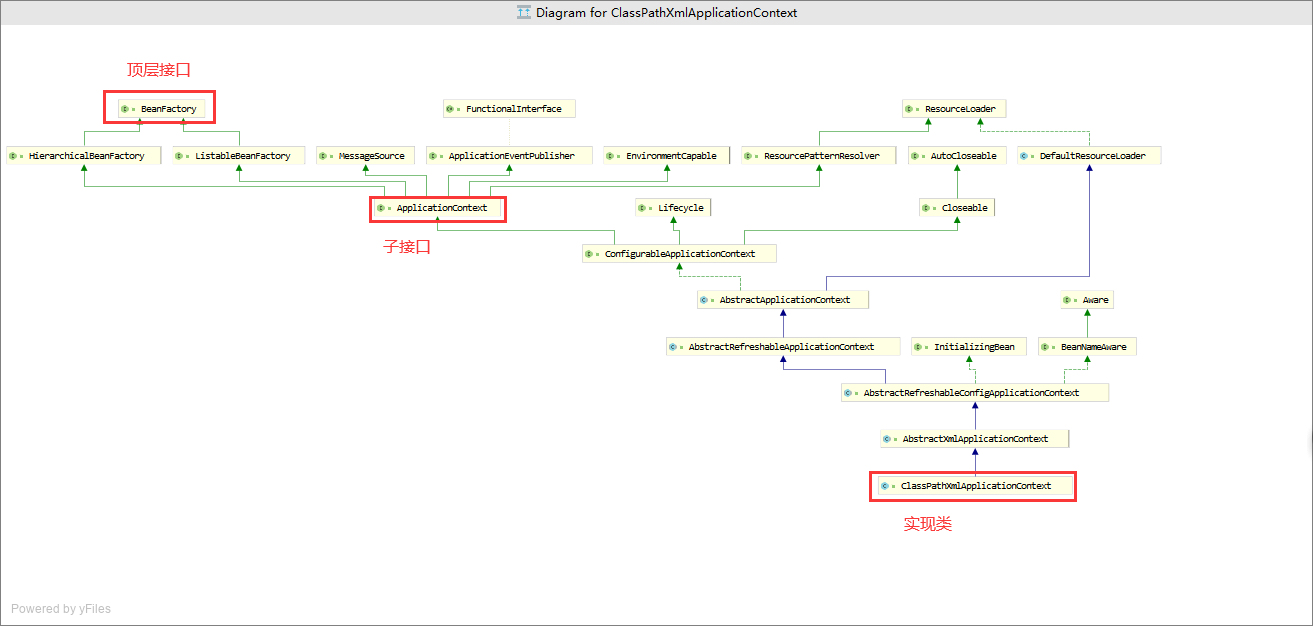 Diagram for ClassPathXmlApplicationContext
顶层接口
BeanFactory
FunctionalInterface
ResourceLoader
HierarchicalBeanFactory
ListableBeanFactory
MessageSource
ApplicationEventPublisher
EnvironmentCapable
ResourcePatternResolver
AutoCloseable
DefaultResourceLoader
ApplicationContext
Lifecycle
Closeable
子接口
ConfigurableApplicationContext
AbstractApplicationContext
Aware
AbstractRefreshableApplicationContext
InitializingBean
BeanNameAware
AbstractRefreshableConfigApplicationContext
AbstractXmlApplicationContext
ClassPathXmlApplicationContext
实现类
Powered by yFiles